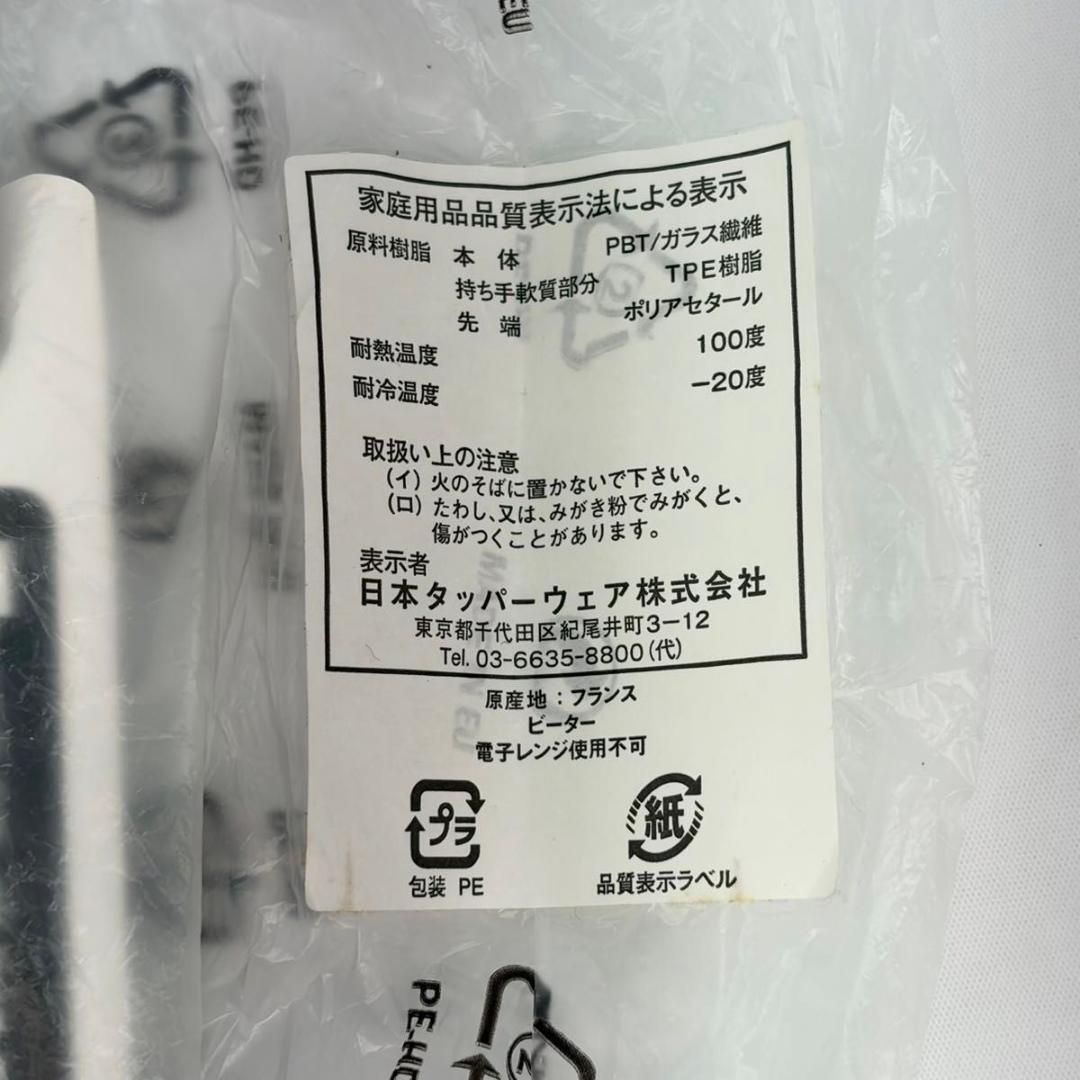 EU
PE-HD
家庭用品品質表示法による表示
原料樹脂 本 体 PBT/ガラス繊維
持ち手軟質部分 TPE樹脂
先 端 ポリアセタール
耐熱温度 100度
耐冷温度 −20度
取扱い上の注意
(イ) 火のそばに置かないで下さい。
(ロ) たわし、又は、みがき粉でみがくと、
傷がつくことがあります。
表示者
日本タッパーウェア株式会社
東京都千代田区紀尾井町3−12
Tel. 03-6635-8800(代)
原産地：フランス
ビーター
電子レンジ使用不可
プラ
紙
包装 PE
品質表示ラベル
PE-HD